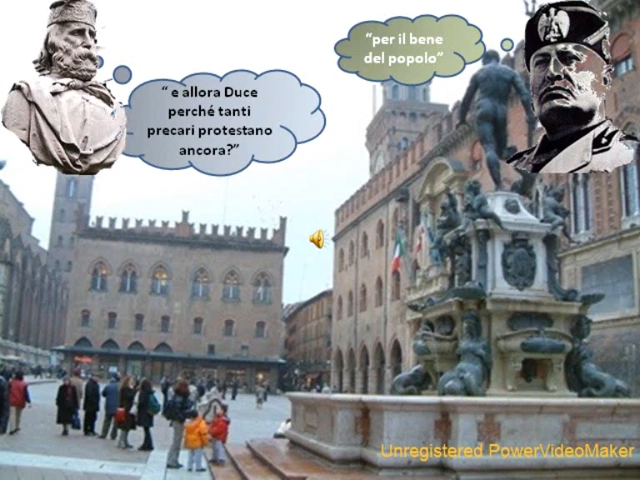 “ e allora Duce
perché tanti
precari protestano
ancora?”
“per il bene
del popolo”
Unregistered PowerVideoMaker